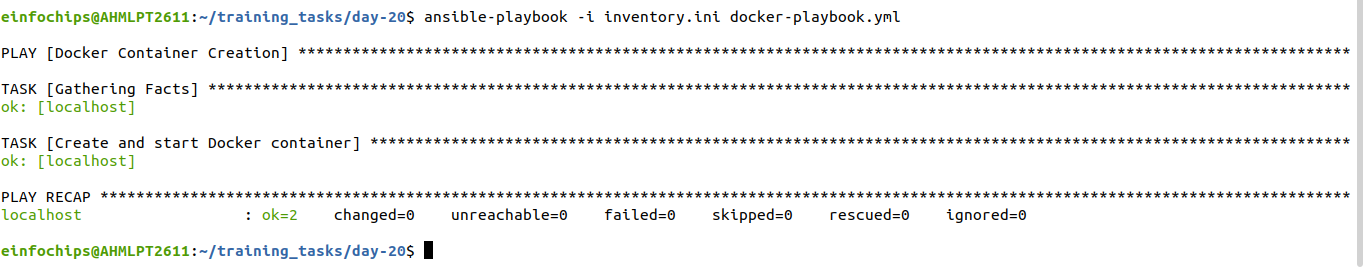 einfochips@AHMLPT2611:~/training_tasks/day-20$ ansible-playbook -i inventory.ini docker-playbook.yml
PLAY [Docker Container Creation] *********************************************************************************************************************
TASK [Gathering Facts] *******************************************************************************************************************************
ok: [localhost]
TASK [Create and start Docker container] *************************************************************************************************************
ok: [localhost]
PLAY RECAP *******************************************************************************************************************************************
localhost                  : ok=2    changed=0    unreachable=0    failed=0    skipped=0    rescued=0    ignored=0
einfochips@AHMLPT2611:~/training_tasks/day-20$